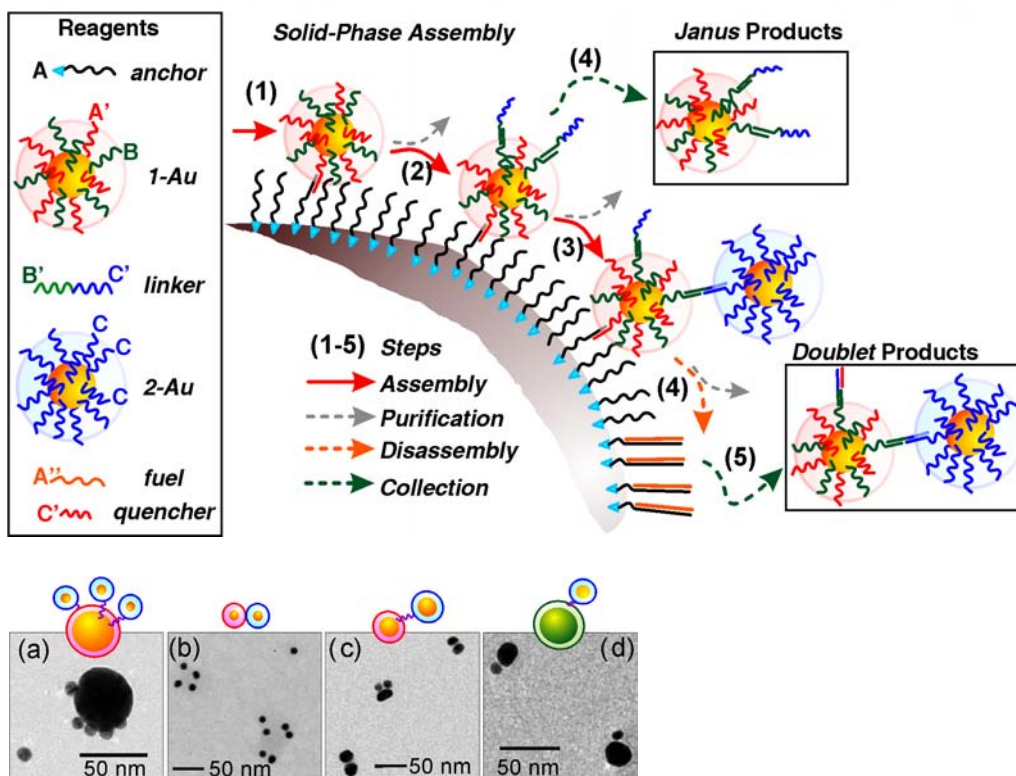 Reagents
A anchor
A'
B
1-Au
B' C' linker
C
C
C
2-Au
A'' fuel
C' quencher
Solid-Phase Assembly
(1)
(2)
(3)
(4)
Janus Products
(1-5) Steps
Assembly
Purification
Disassembly
Collection
(4)
(5)
Doublet Products
(a)
50 nm
(b)
50 nm
(c)
50 nm
(d)
50 nm